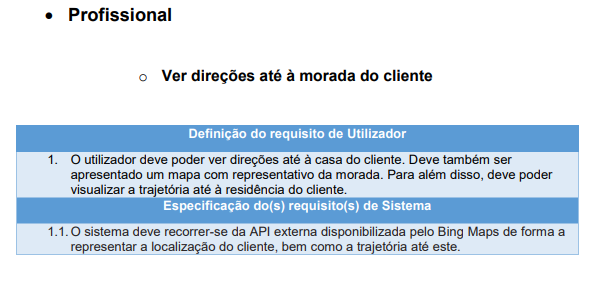 • Profissional
o Ver direções até à morada do cliente
Definição do requisito de Utilizador
1. O utilizador deve poder ver direções até à casa do cliente. Deve também ser
apresentado um mapa com representativo da morada. Para além disso, deve poder
visualizar a trajetória até à residência do cliente.
Especificação do(s) requisito(s) de Sistema
1.1. O sistema deve recorrer-se da API externa disponibilizada pelo Bing Maps de forma a
representar a localização do cliente, bem como a trajetória até este.